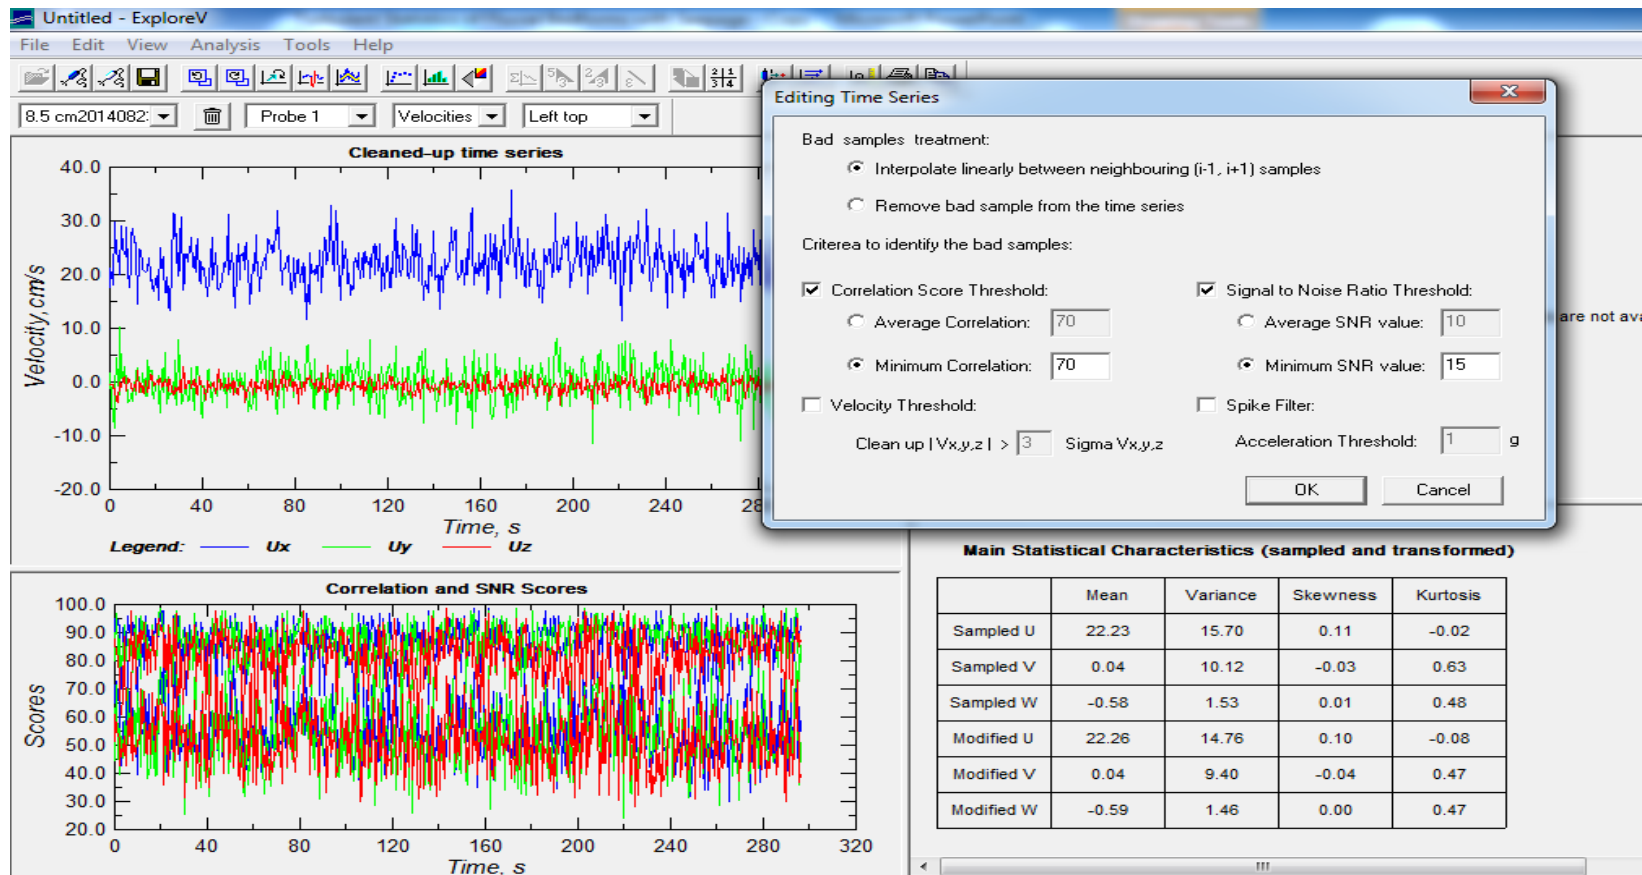 Untitled - ExploreV
File Edit View Analysis Tools Help
8.5 cm2014082 Probe 1 Velocities Left top
Cleaned-up time series
40.0
30.0
20.0
10.0
0.0
-10.0
-20.0
Velocity, cm/s
0 40 80 120 160 200 240 28
Time, s
Legend: Ux Uy Uz
Correlation and SNR Scores
100.0
90.0
80.0
70.0
60.0
50.0
40.0
30.0
20.0
Scores
0 40 80 120 160 200 240 280 320
Time, s
Editing Time Series
Bad samples treatment:
Interpolate linearly between neighbouring (i-1, i+1) samples
Remove bad sample from the time series
Criterea to identify the bad samples:
Correlation Score Threshold: Signal to Noise Ratio Threshold:
Average Correlation: 70 Average SNR value: 10
Minimum Correlation: 70 Minimum SNR value: 15
Velocity Threshold: Spike Filter:
Clean up | Vx,y,z | > 3 Sigma Vx,y,z Acceleration Threshold: 1 g
OK Cancel
are not ava
Main Statistical Characteristics (sampled and transformed)
Mean Variance Skewness Kurtosis
Sampled U 22.23 15.70 0.11 -0.02
Sampled V 0.04 10.12 -0.03 0.63
Sampled W -0.58 1.53 0.01 0.48
Modified U 22.26 14.76 0.10 -0.08
Modified V 0.04 9.40 -0.04 0.47
Modified W -0.59 1.46 0.00 0.47